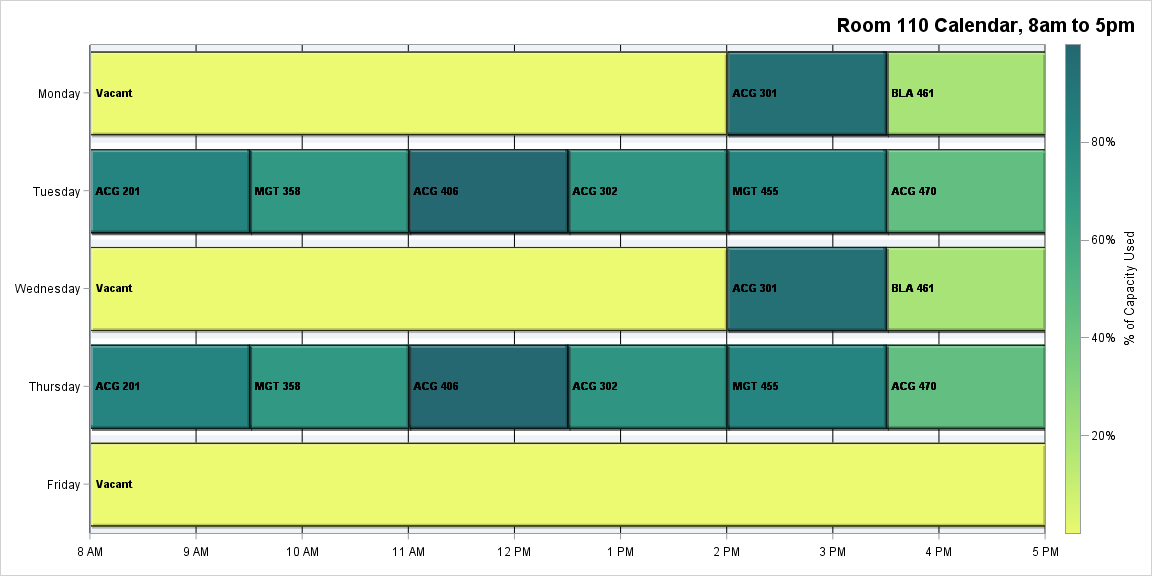 Room 110 Calendar, 8am to 5pm
Monday
Vacant
ACG 301
BLA 461
Tuesday
ACG 201
MGT 358
ACG 406
ACG 302
MGT 455
ACG 470
Wednesday
Vacant
ACG 301
BLA 461
Thursday
ACG 201
MGT 358
ACG 406
ACG 302
MGT 455
ACG 470
Friday
Vacant
8 AM
9 AM
10 AM
11 AM
12 PM
1 PM
2 PM
3 PM
4 PM
5 PM
80%
60%
40%
20%
% of Capacity Used